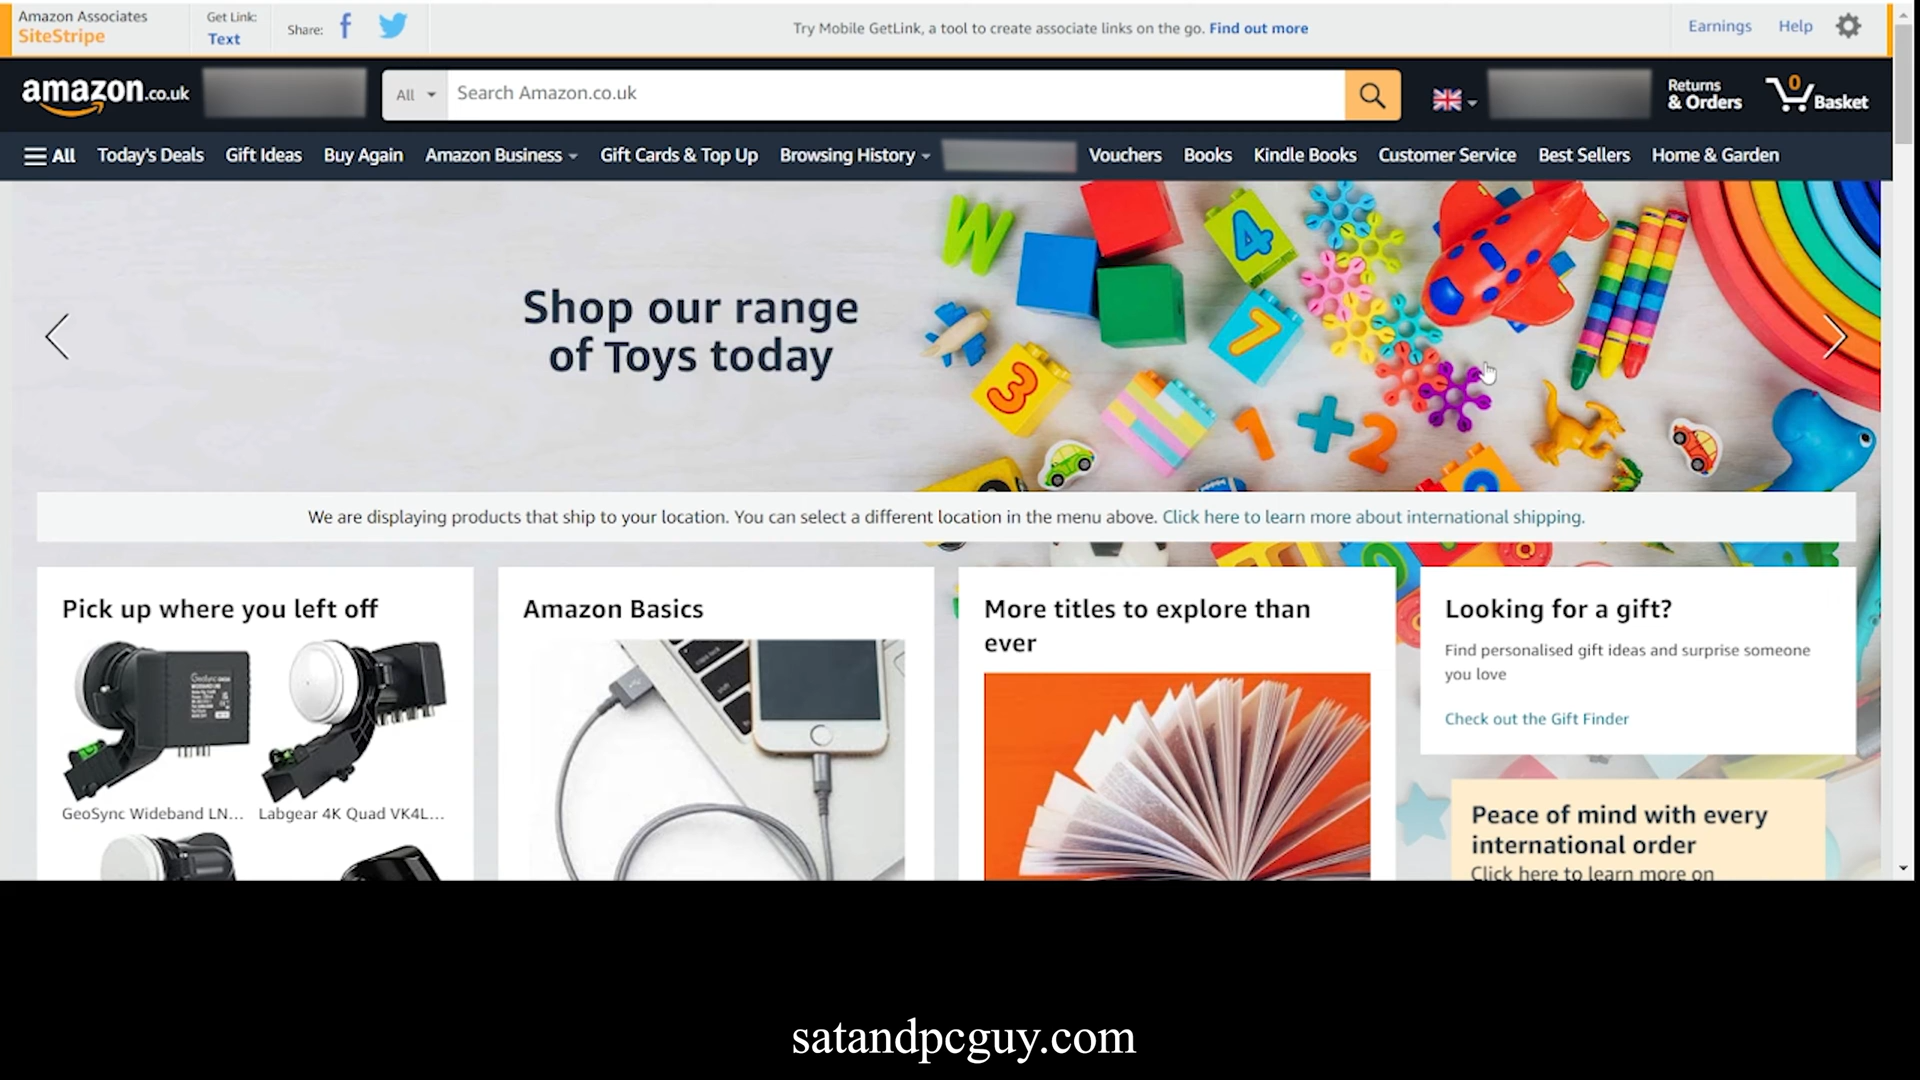 Amazon Associates
SiteStripe
Get Link:
Text
Share:
Try Mobile GetLink, a tool to create associate links on the go. Find out more
Earnings
Help
amazon.co.uk
All
Search Amazon.co.uk
Returns
& Orders
0
Basket
All
Today's Deals
Gift Ideas
Buy Again
Amazon Business
Gift Cards & Top Up
Browsing History
Vouchers
Books
Kindle Books
Customer Service
Best Sellers
Home & Garden
Shop our range
of Toys today
W
4
7
3
1
+
2
We are displaying products that ship to your location. You can select a different location in the menu above. Click here to learn more about international shipping.
Pick up where you left off
GeoSync Wideband LN...
Labgear 4K Quad VK4L...
Amazon Basics
More titles to explore than
ever
Looking for a gift?
Find personalised gift ideas and surprise someone
you love
Check out the Gift Finder
Peace of mind with every
international order
Click here to learn more on
satandpcguy.com